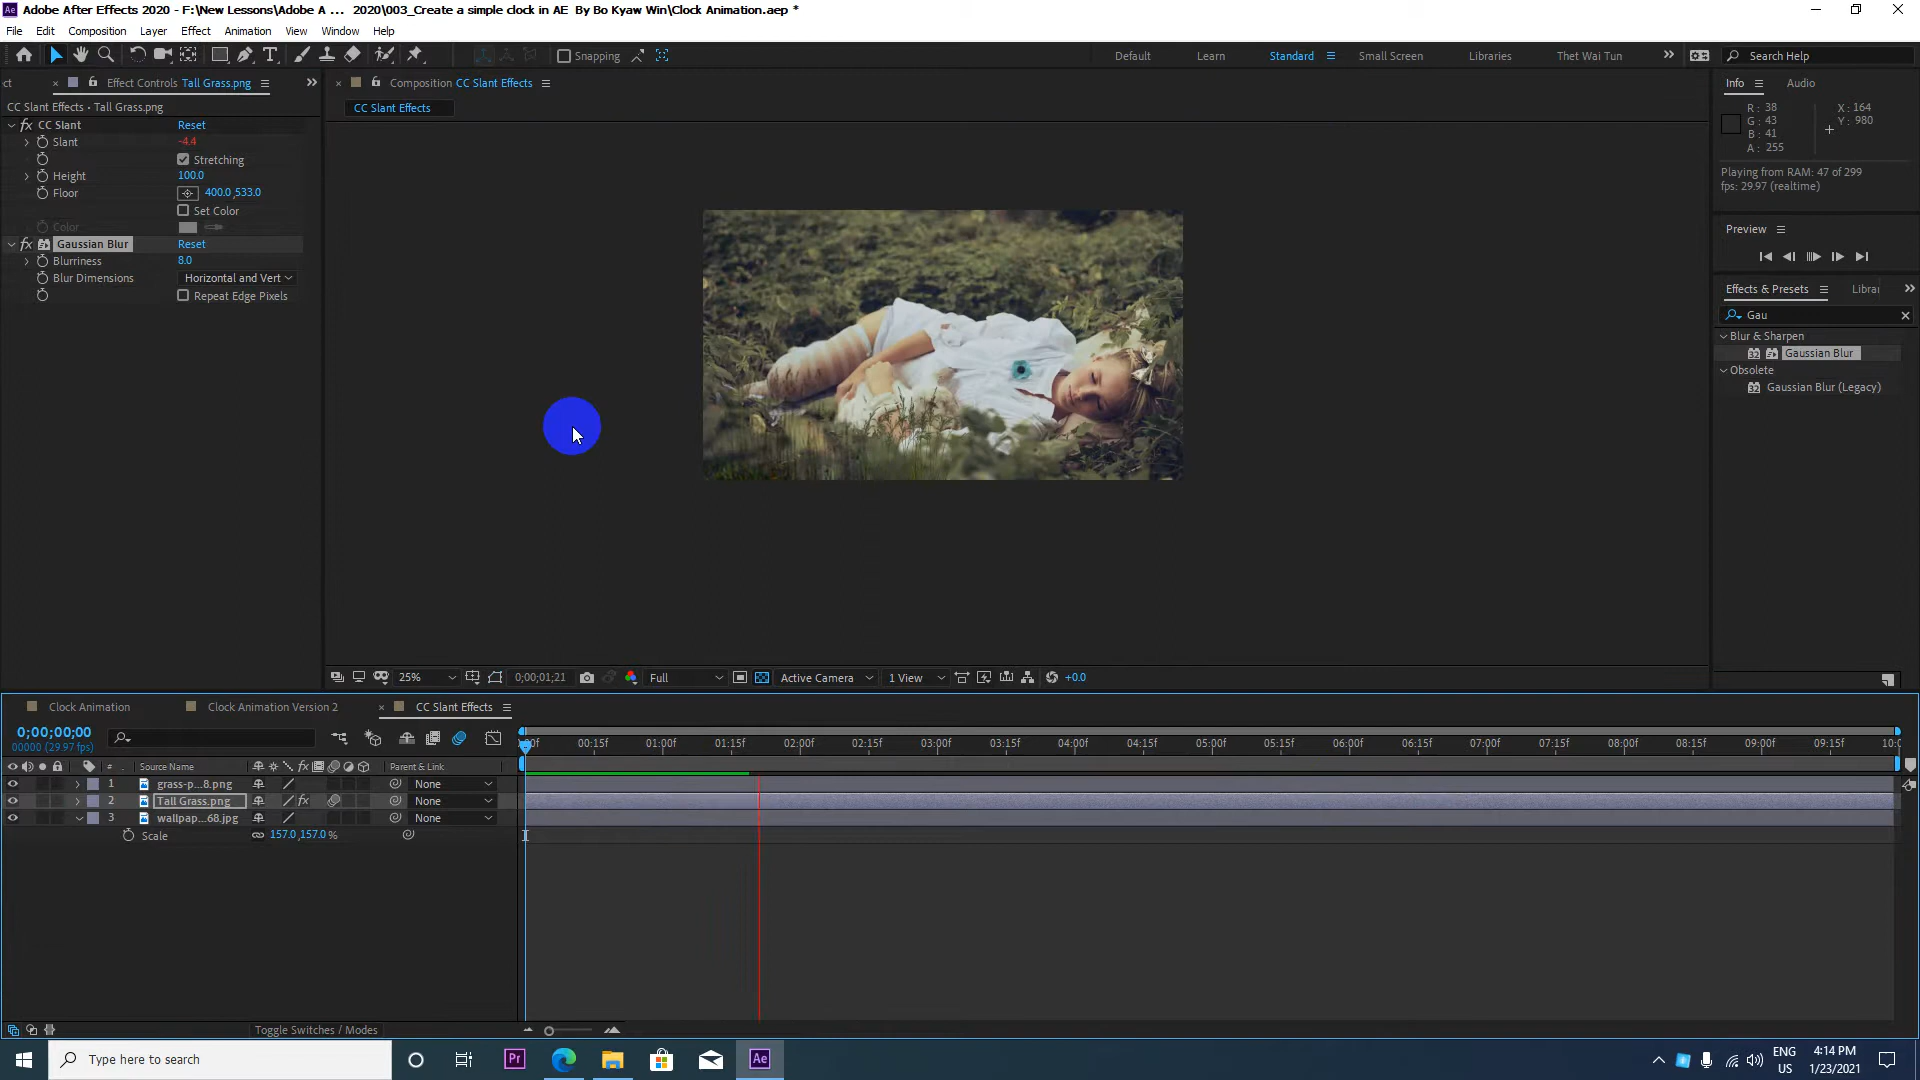 Adobe After Effects 2020 - F:\New Lessons\Adobe A ... 2020\003_Create a simple clock in AE By Bo Kyaw Win\Clock Animation.aep *
File Edit Composition Layer Effect Animation View Window Help
Snapping
Default Learn Standard Small Screen Libraries Thet Wai Tun Search Help
ct Effect Controls Tall Grass.png
Composition CC Slant Effects
Info Audio
CC Slant Effects • Tall Grass.png
CC Slant Effects
R : 38 X : 164
G : 43 Y : 980
B : 41
A : 255
CC Slant Reset
Slant -4.4
Stretching
Height 100.0
Floor 400.0,533.0
Set Color
Color
Gaussian Blur Reset
Blurriness 8.0
Blur Dimensions Horizontal and Vert
Repeat Edge Pixels
Playing from RAM: 47 of 299
fps: 29.97 (realtime)
Preview
Effects & Presets Librar
Gau
Blur & Sharpen
32 Gaussian Blur
Obsolete
32 Gaussian Blur (Legacy)
25% 0;00;01;21 Full Active Camera 1 View +0.0
Clock Animation Clock Animation Version 2 CC Slant Effects
0;00;00;00
00000 (29.97 fps)
:00f 00:15f 01:00f 01:15f 02:00f 02:15f 03:00f 03:15f 04:00f 04:15f 05:00f 05:15f 06:00f 06:15f 07:00f 07:15f 08:00f 08:15f 09:00f 09:15f 10:0
# Source Name fx Parent & Link
1 grass-p...8.png None
2 Tall Grass.png fx None
3 wallpap...68.jpg None
Scale 157.0,157.0 %
Toggle Switches / Modes
Type here to search
Pr
Ae
ENG
US
4:14 PM
1/23/2021